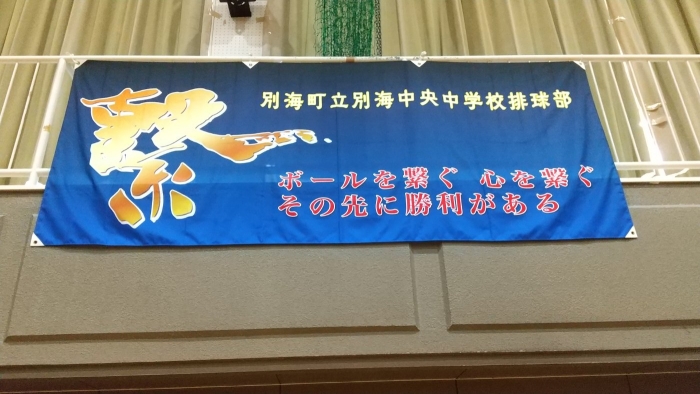 繋
別海町立別海中央中学校排球部
ボールを繋ぐ 心を繋ぐ
その先に勝利がある